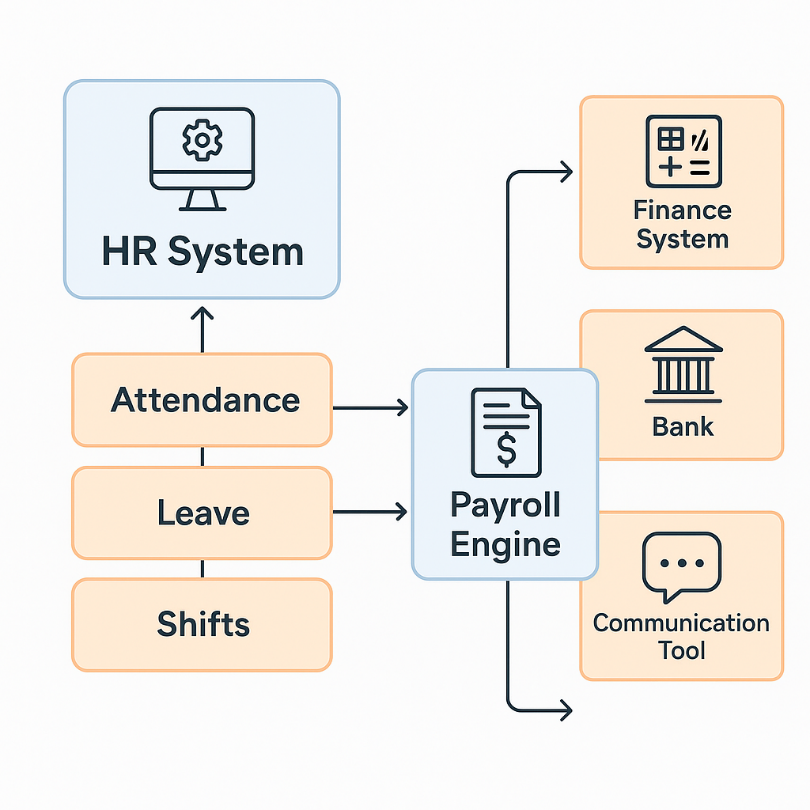 HR System
Attendance
Leave
Shifts
$
Payroll
Engine
Finance
System
Bank
Communication
Tool